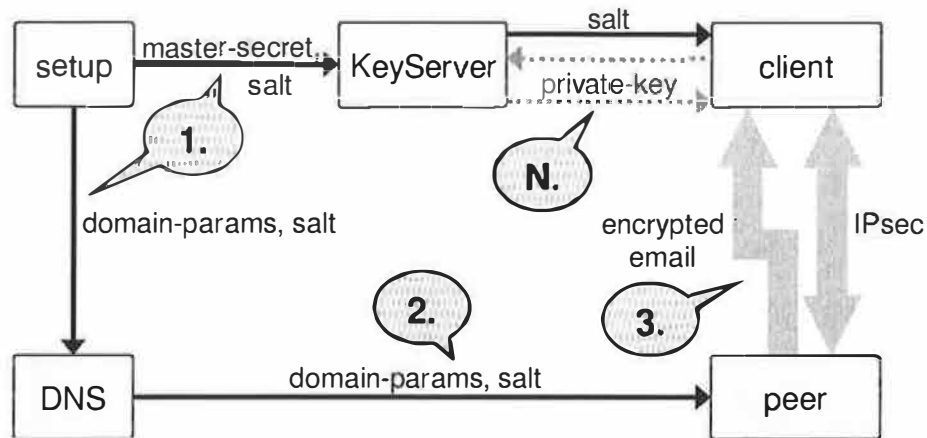 salt
master-secret
setup
KeyServer
client
salt
private-key
1.
N.
domain-params, salt
encrypted
email
IPsec
2.
3.
domain-params, salt
DNS
peer